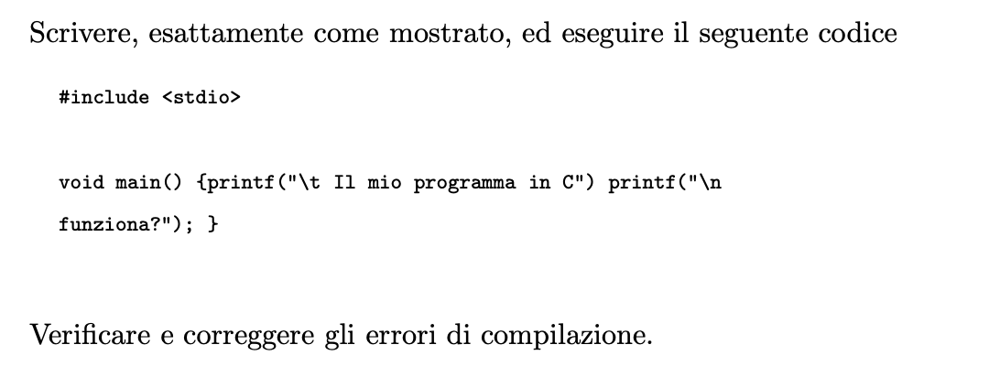 Scrivere, esattamente come mostrato, ed eseguire il seguente codice
#include <stdio>
void main() {printf("\t Il mio programma in C") printf("\n
funziona?"); }
Verificare e correggere gli errori di compilazione.